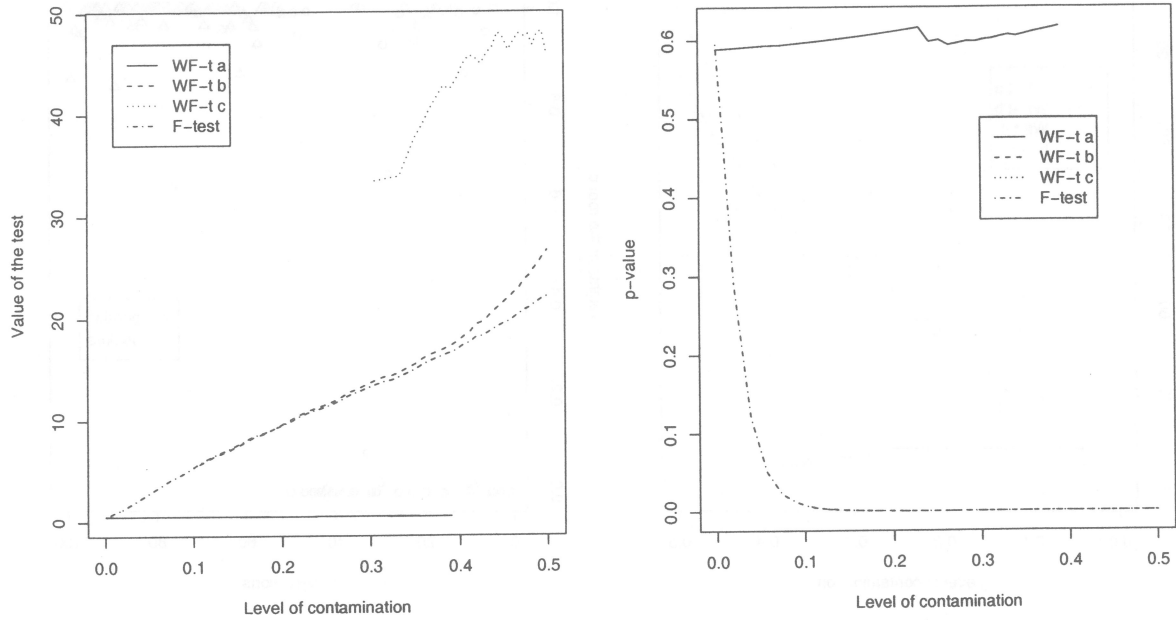 50
40
30
20
10
0
Value of the test
WF-t a
WF-t b
WF-t c
F-test
0.0 0.1 0.2 0.3 0.4 0.5
Level of contamination
0.6
0.5
0.4
0.3
0.2
0.1
0.0
p-value
WF-t a
WF-t b
WF-t c
F-test
0.0 0.1 0.2 0.3 0.4 0.5
Level of contamination